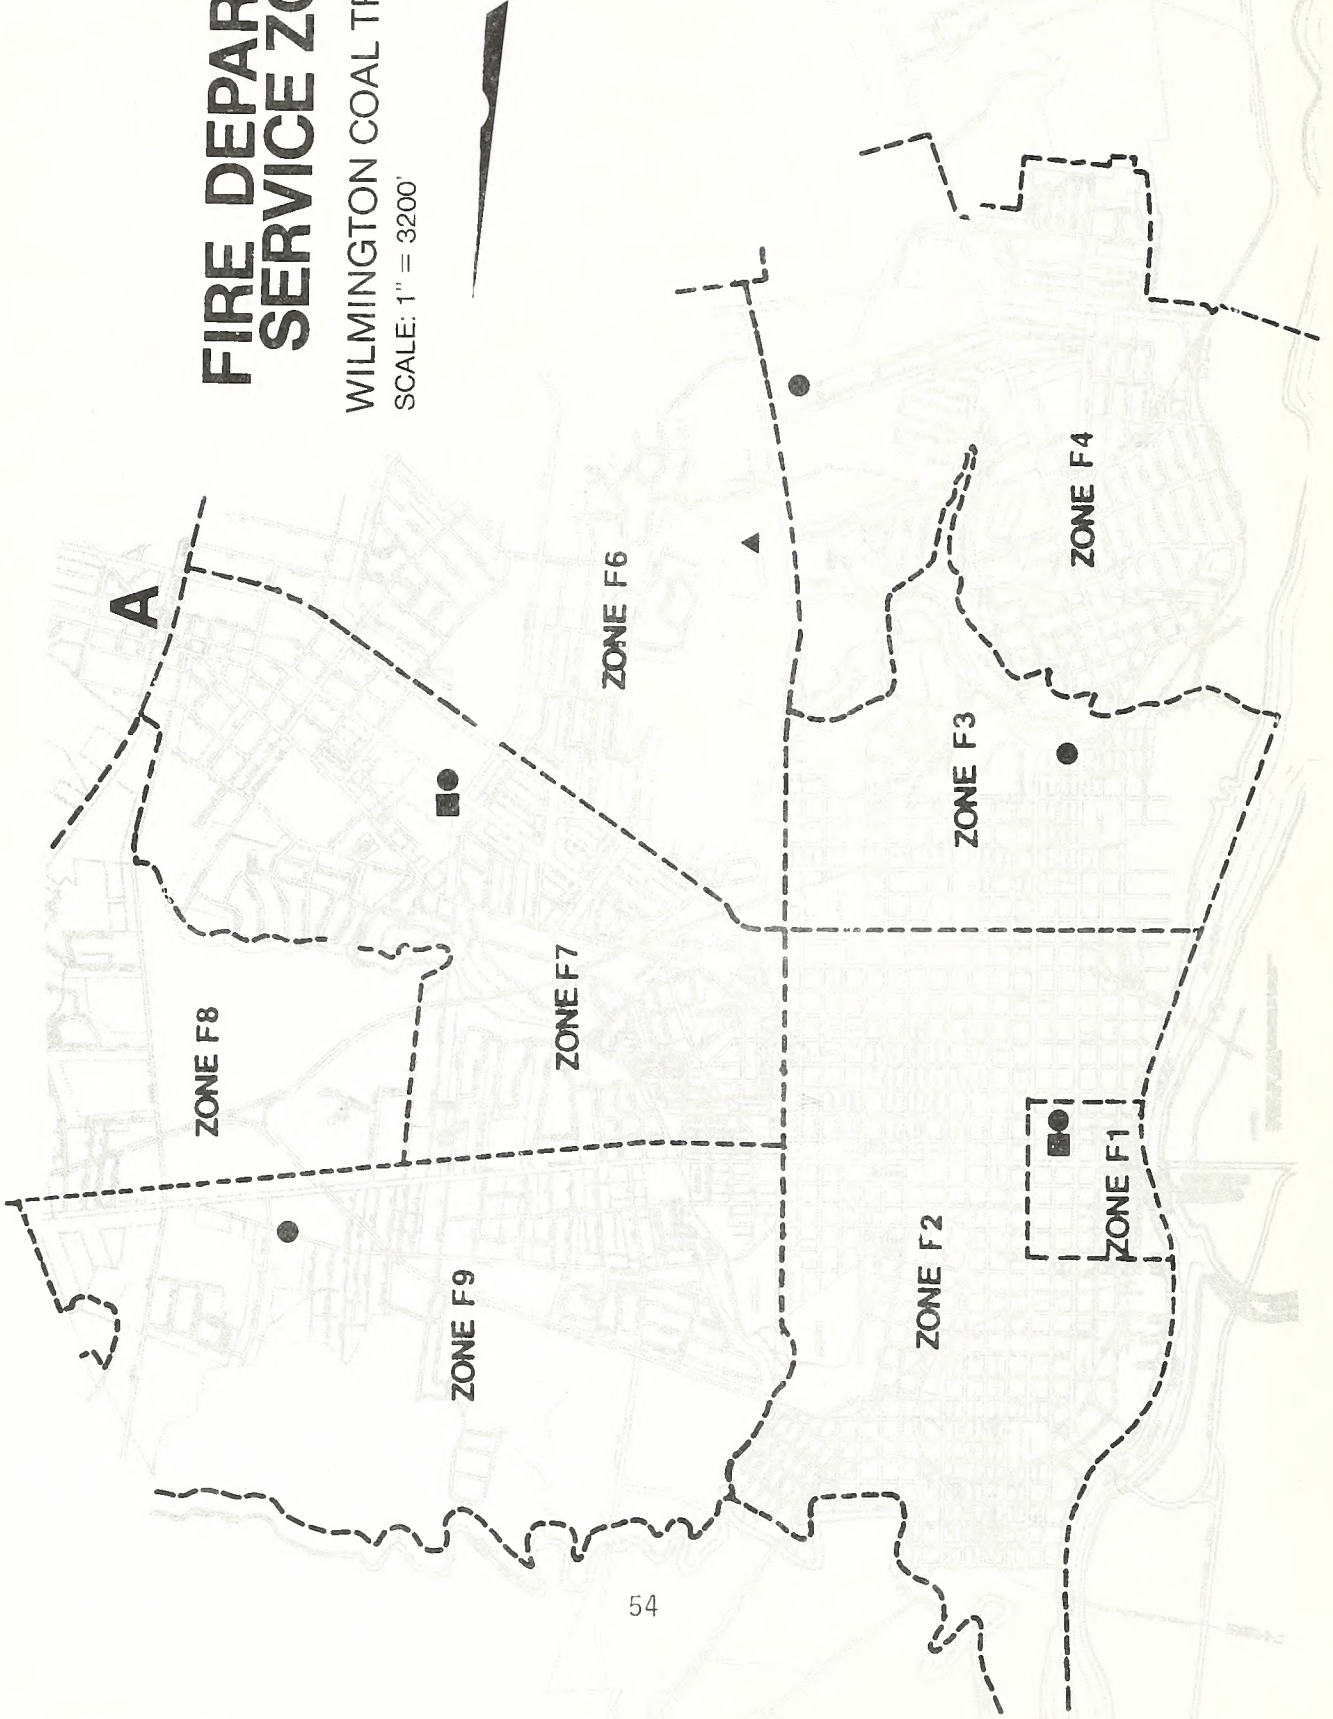 FIRE DEPAR
SERVICE ZO
WILMINGTON COAL TR
SCALE: 1" = 3200'
A
ZONE F8
ZONE F9
ZONE F7
ZONE F6
ZONE F2
ZONE F3
ZONE F4
ZONE F1
54